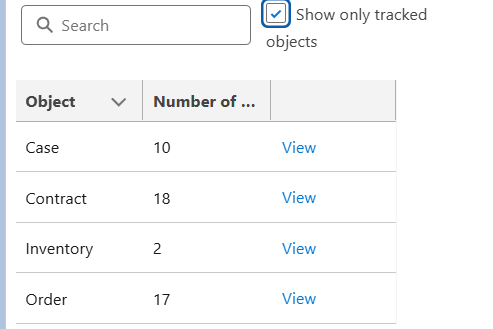 Search
Show only tracked
objects
Object Number of ...
Case 10 View
Contract 18 View
Inventory 2 View
Order 17 View